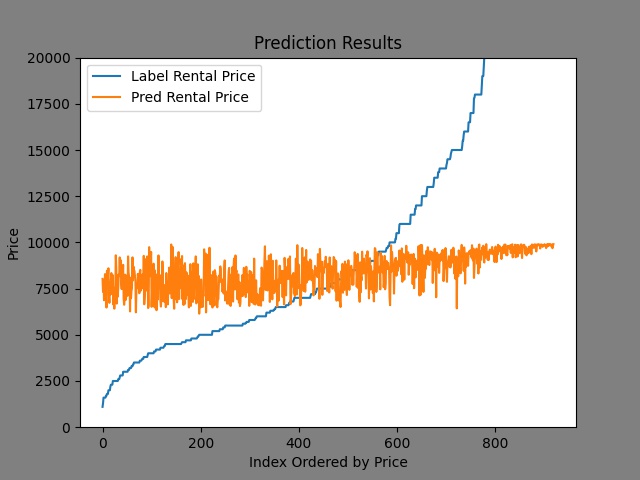 Prediction Results
20000
17500
15000
12500
10000
7500
5000
2500
0
Price
Label Rental Price
Pred Rental Price
0 200 400 600 800
Index Ordered by Price